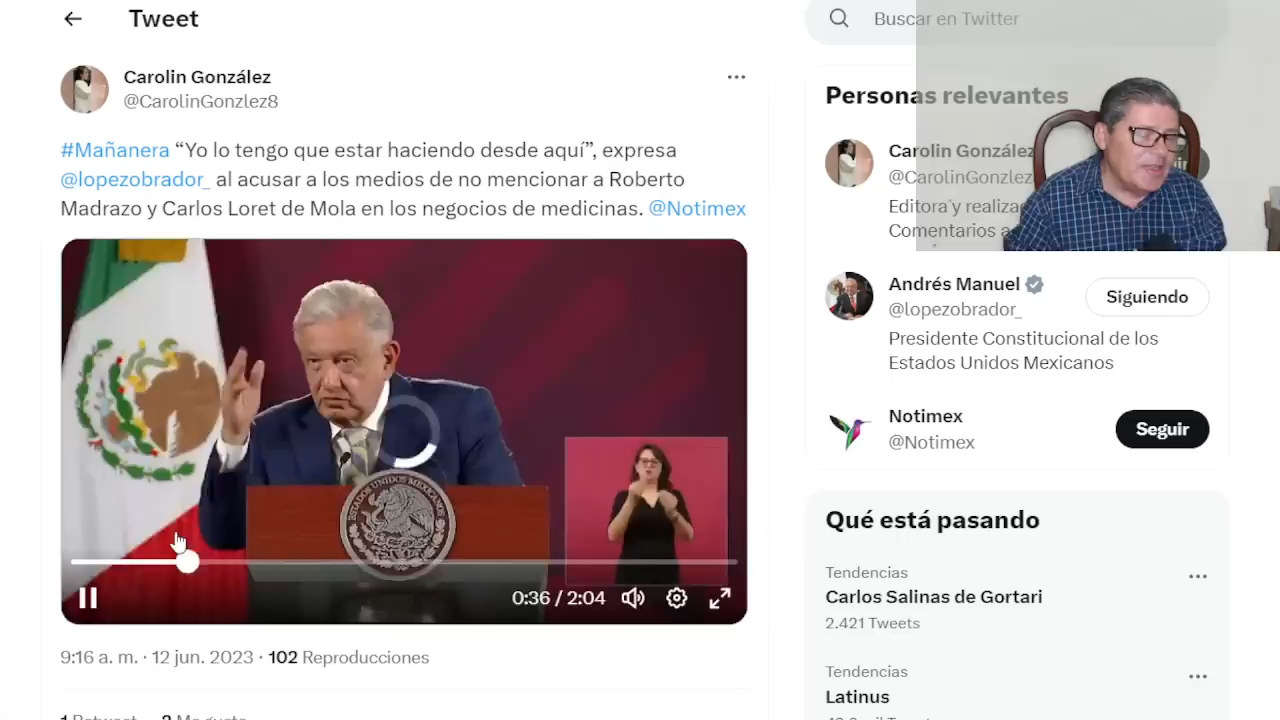 Tweet
Carolin González
@CarolinGonzlez8
#Mañanera “Yo lo tengo que estar haciendo desde aquí”, expresa
@lopezobrador_ al acusar a los medios de no mencionar a Roberto
Madrazo y Carlos Loret de Mola en los negocios de medicinas. @Notimex
ESTADOS UNIDOS MEXICANOS
0:36 / 2:04
9:16 a. m. · 12 jun. 2023 · 102 Reproducciones
Buscar en Twitter
Personas relevantes
Carolin González
@CarolinGonzlez
Editora y realiza
Comentarios a
Andrés Manuel
@lopezobrador_
Siguiendo
Presidente Constitucional de los
Estados Unidos Mexicanos
Notimex
@Notimex
Seguir
Qué está pasando
Tendencias
Carlos Salinas de Gortari
2.421 Tweets
Tendencias
Latinus